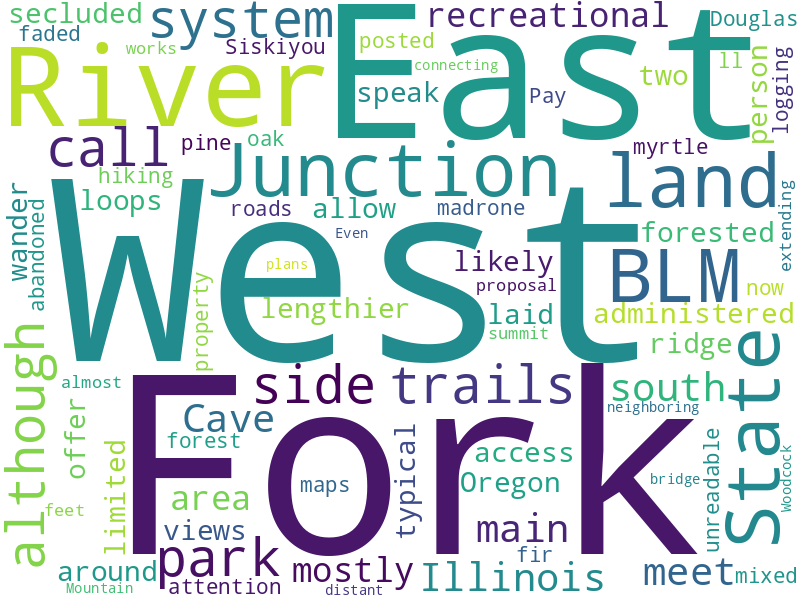 secluded system East recreational Douglas
faded River works Siskiyou posted connecting two ll person logging
call pine oak speak Pay myrtle
hiking Junction land
wander abandoned loops roads allow madrone forested extending
West Even likely BLM
plans proposal now
property lengthier laid administered
summit ridge
although almost side trails south State
offer Cave Fork neighboring
forest access unreadable Woodcock
limited area maps typical Oregon bridge
feet views main
around park mostly fir meet mixed
Mountain attention distant Illinois